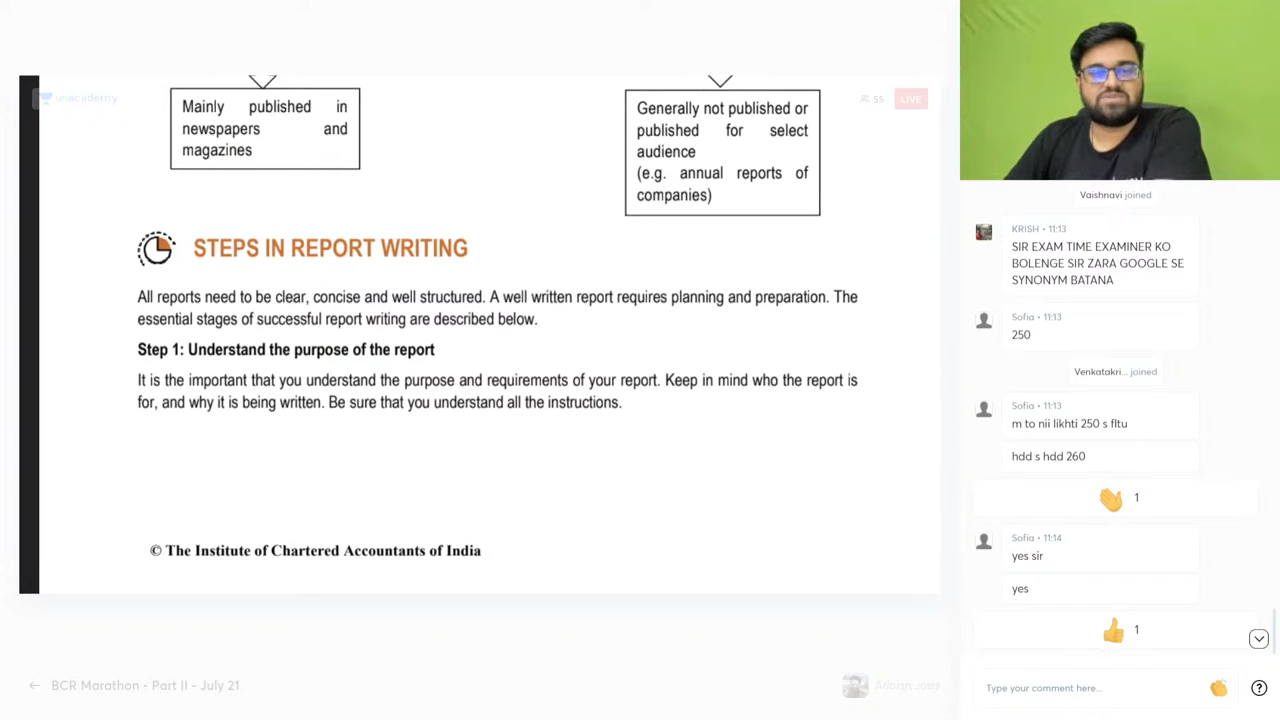 unacademy
55
LIVE
Mainly published in
newspapers and
magazines
Generally not published or
published for select
audience
(e.g. annual reports of
companies)
STEPS IN REPORT WRITING
All reports need to be clear, concise and well structured. A well written report requires planning and preparation. The
essential stages of successful report writing are described below.
Step 1: Understand the purpose of the report
It is the important that you understand the purpose and requirements of your report. Keep in mind who the report is
for, and why it is being written. Be sure that you understand all the instructions.
© The Institute of Chartered Accountants of India
BCR Marathon - Part II - July 21
Vaishnavi joined
KRISH • 11:13
SIR EXAM TIME EXAMINER KO
BOLENGE SIR ZARA GOOGLE SE
SYNONYM BATANA
Sofia • 11:13
250
Venkatakri... joined
Sofia • 11:13
m to nii likhti 250 s fltu
hdd s hdd 260
1
Sofia • 11:14
yes sir
yes
1
Type your comment here...